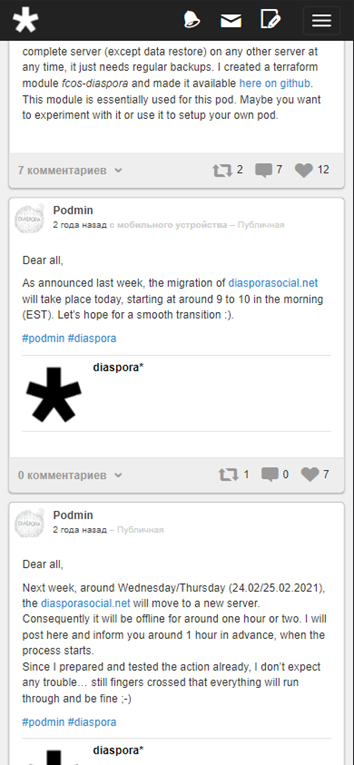 complete server (except data restore) on any other server at
any time, it just needs regular backups. I created a terraform
module fcos-diaspora and made it available here on github.
This module is essentially used for this pod. Maybe you want
to experiment with it or use it to setup your own pod.
7 комментариев
2 7 12
Podmin
2 года назад с мобильного устройства – Публичная
Dear all,
As announced last week, the migration of diasporasocial.net
will take place today, starting at around 9 to 10 in the morning
(EST). Let's hope for a smooth transition :).
#podmin #diaspora
diaspora*
0 комментариев
1 0 7
Podmin
2 года назад – Публичная
Dear all,
Next week, around Wednesday/Thursday (24.02/25.02.2021),
the diasporasocial.net will move to a new server.
Consequently it will be offline for around one hour or two. I will
post here and inform you around 1 hour in advance, when the
process starts.
Since I prepared and tested the action already, I don't expect
any trouble… still fingers crossed that everything will run
through and be fine ;-)
#podmin #diaspora
diaspora*